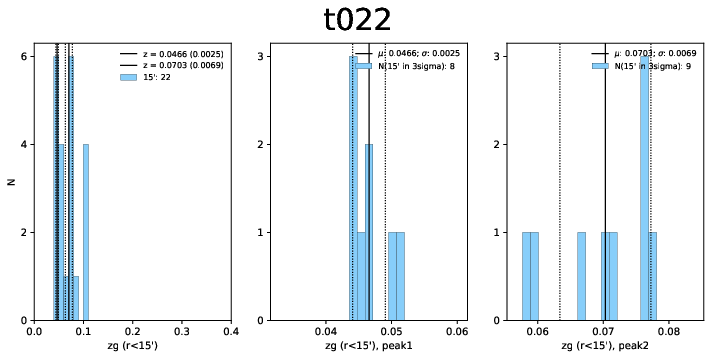 t022
N
6
4
2
0
0.0 0.1 0.2 0.3 0.4
zg (r<15')
z = 0.0466 (0.0025)
z = 0.0703 (0.0069)
15': 22
3
2
1
1
0
0.04 0.05 0.06
zg (r<15'), peak1
μ: 0.0466; σ: 0.0025
N(15' in 3sigma): 8
3
2
2
1
0
0.06 0.07 0.08
zg (r<15'), peak2
μ: 0.0703; σ: 0.0069
N(15' in 3sigma): 9